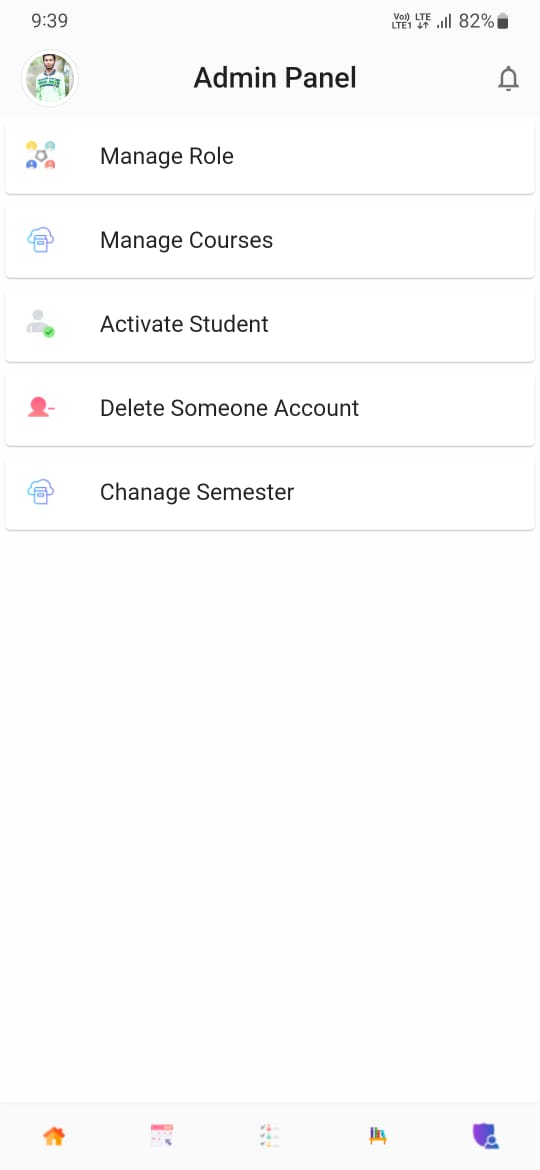 9:39
Vo)) LTE
LTE1
82%
Admin Panel
Manage Role
Manage Courses
Activate Student
Delete Someone Account
Chanage Semester